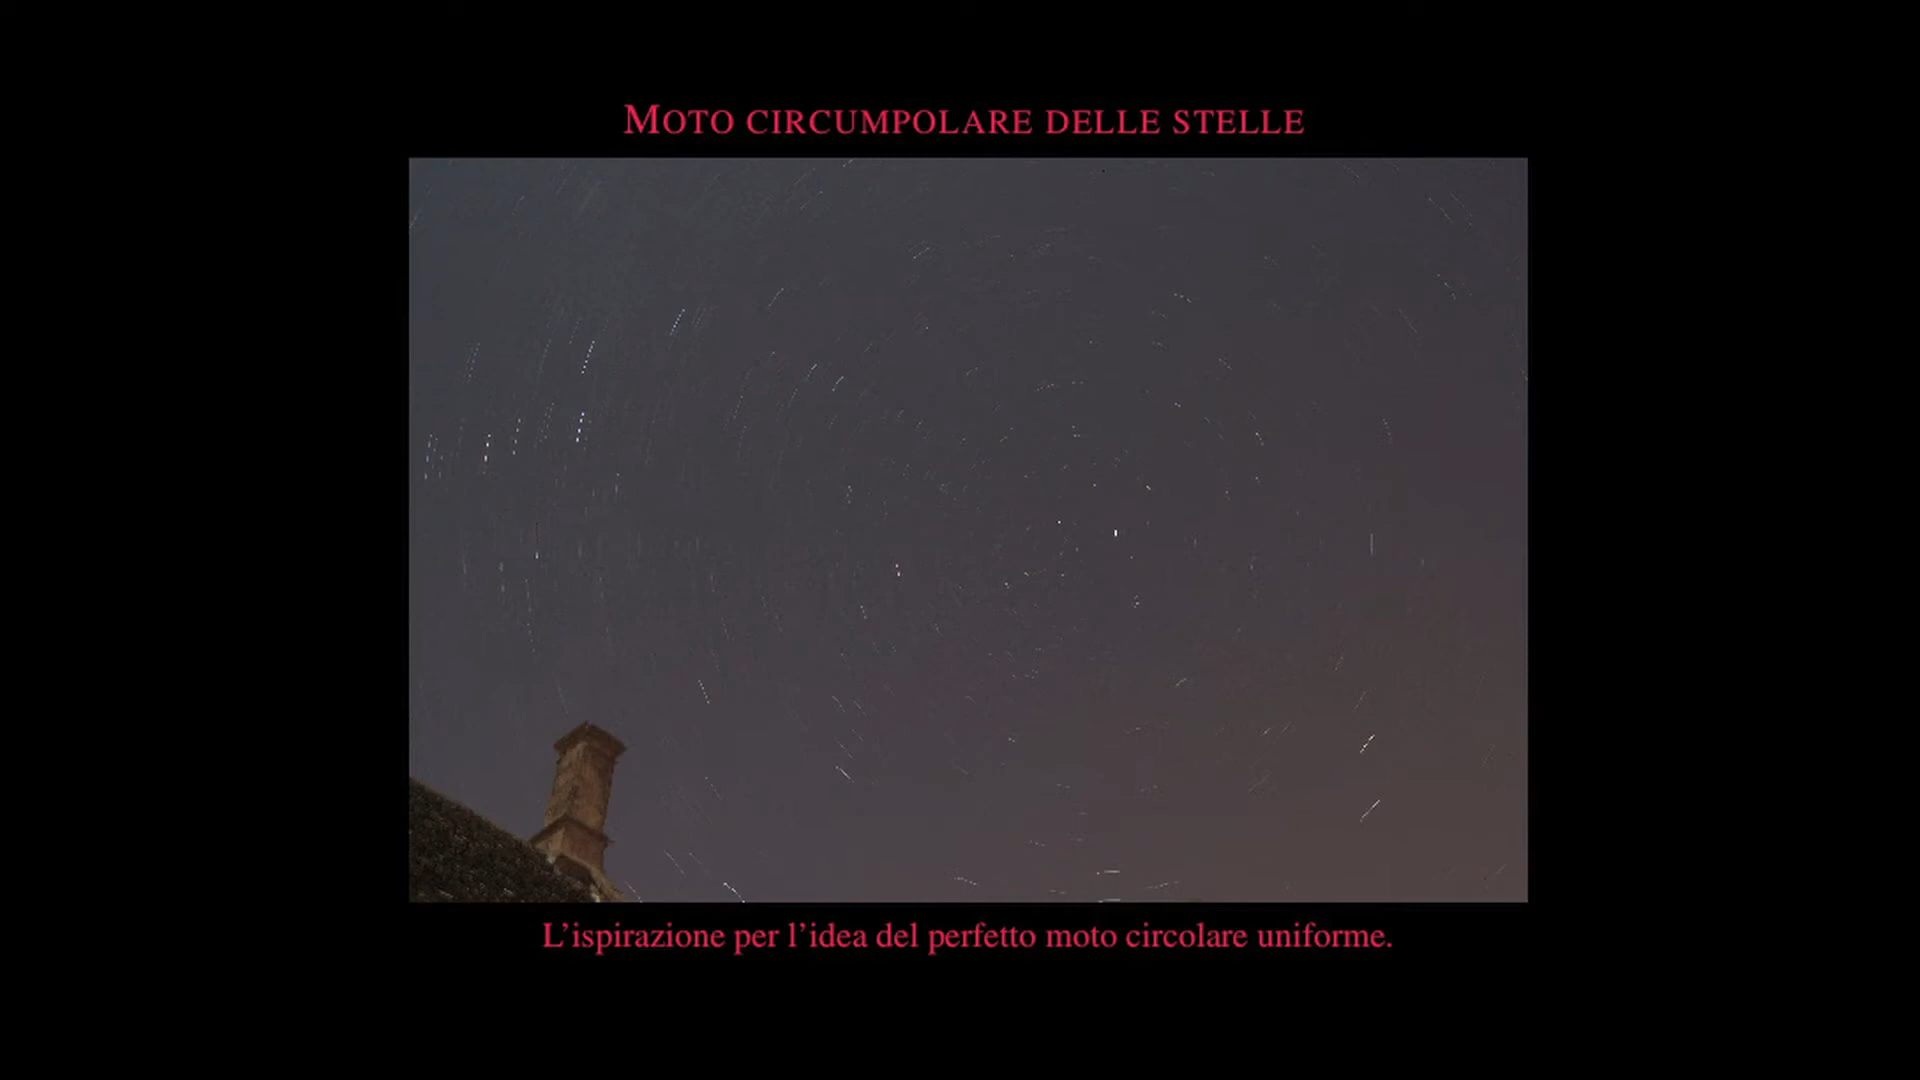 MOTO CIRCUMPOLARE DELLE STELLE
L’ispirazione per l’idea del perfetto moto circolare uniforme.